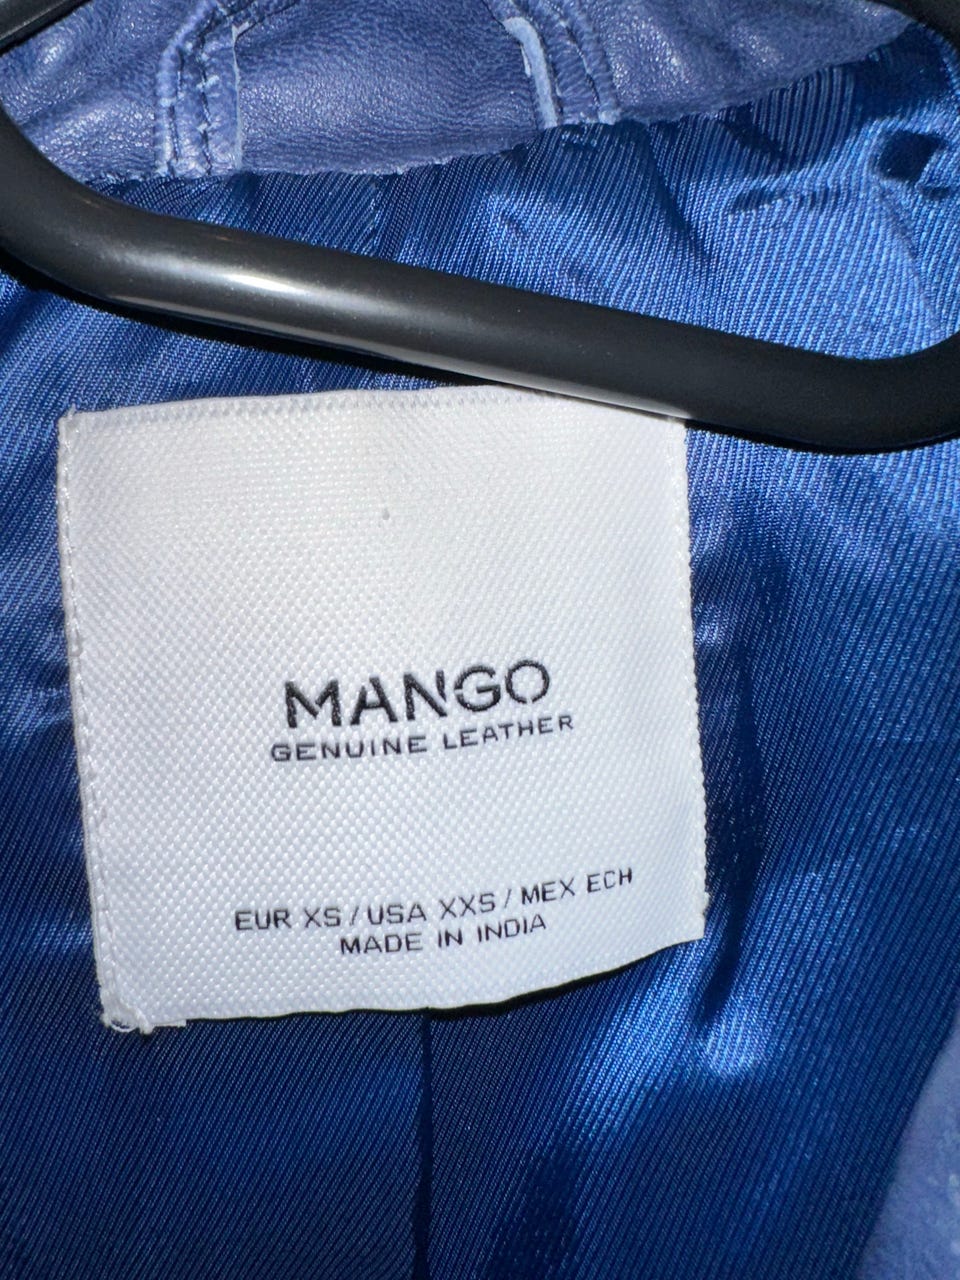 MANGO
GENUINE LEATHER
EUR XS / USA XXS / MEX ECH
MADE IN INDIA